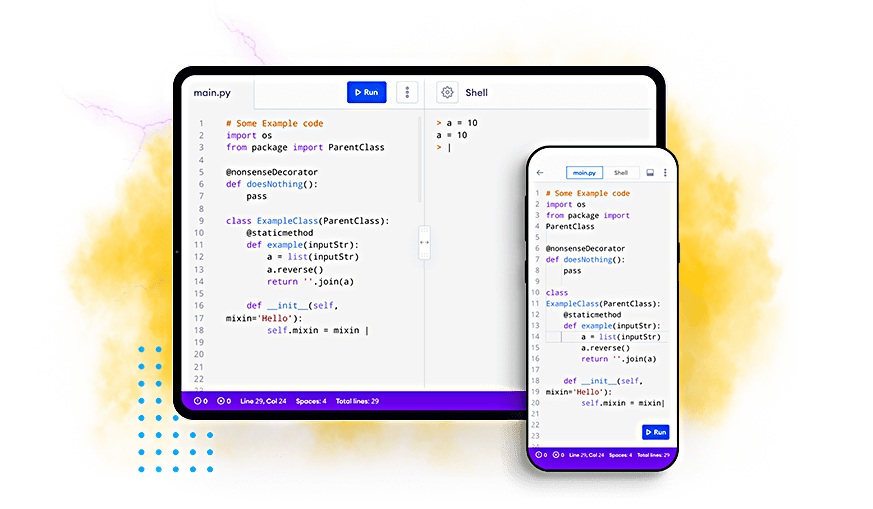 main.py
Run
Shell
1 # Some Example code
2 import os
3 from package import ParentClass
4
5 @nonsenseDecorator
6 def doesNothing():
7 pass
8
9 class ExampleClass(ParentClass):
10 @staticmethod
11 def example(inputStr):
12 a = list(inputStr)
13 a.reverse()
14 return ''.join(a)
15
16 def __init__(self,
17 mixin='Hello'):
18 self.mixin = mixin |
19
20
21
22
23
> a = 10
a = 10
> |
0 0 Line 29, Col 24 Spaces: 4 Total lines: 29
main.py Shell
1 # Some Example code
2 import os
3 from package import
4 ParentClass
5
6 @nonsenseDecorator
7 def doesNothing():
8 pass
9
10 class
11 ExampleClass(ParentClass):
12 @staticmethod
13 def example(inputStr):
14 a = list(inputStr)
15 a.reverse()
16 return ''.join(a)
17
18 def __init__(self,
19 mixin='Hello'):
20 self.mixin = mixin|
21
22
23
Run
0 0 Line 29, Col 24 Spaces: 4 Total lines: 29